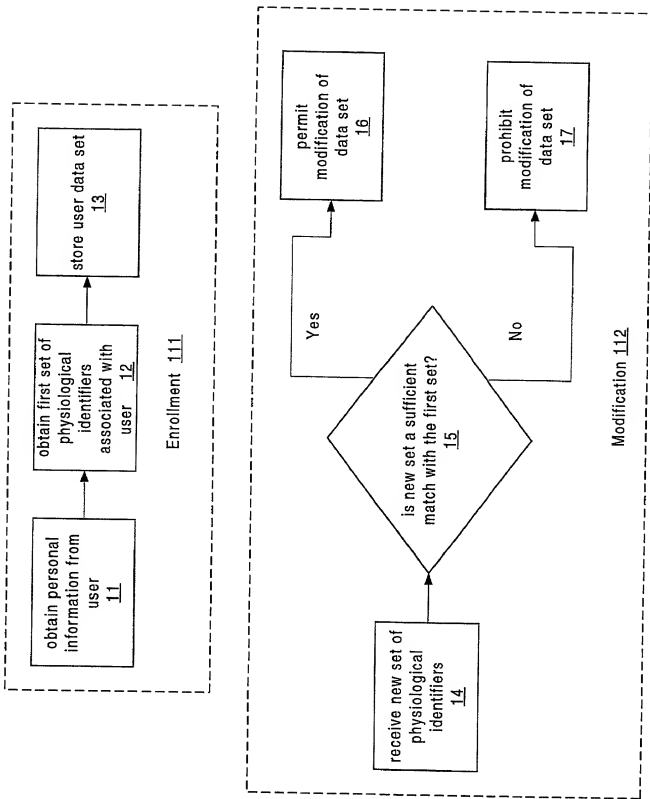 obtain personal
information from
user
11
obtain first set of
physiological
identifiers
associated with
user 12
store user data set
13
Enrollment 111
receive new set of
physiological
identifiers
14
is new set a sufficient
match with the first set?
15
Yes
permit
modification of
data set
16
No
prohibit
modification of
data set
17
Modification 112